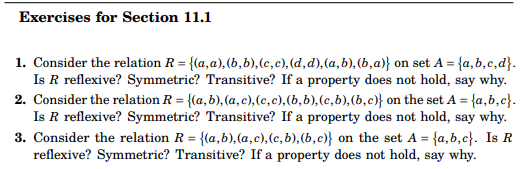 Exercises for Section 11.1
1. Consider the relation R = {(a,a),(b,b),(c,c),(d,d),(a,b),(b,a)} on set A = {a,b,c,d}.
Is R reflexive? Symmetric? Transitive? If a property does not hold, say why.
2. Consider the relation R = {(a,b),(a,c),(c,c),(b,b),(c,b),(b,c)} on the set A = {a,b,c}.
Is R reflexive? Symmetric? Transitive? If a property does not hold, say why.
3. Consider the relation R = {(a,b),(a,c),(c,b),(b,c)} on the set A = {a,b,c}. Is R
reflexive? Symmetric? Transitive? If a property does not hold, say why.